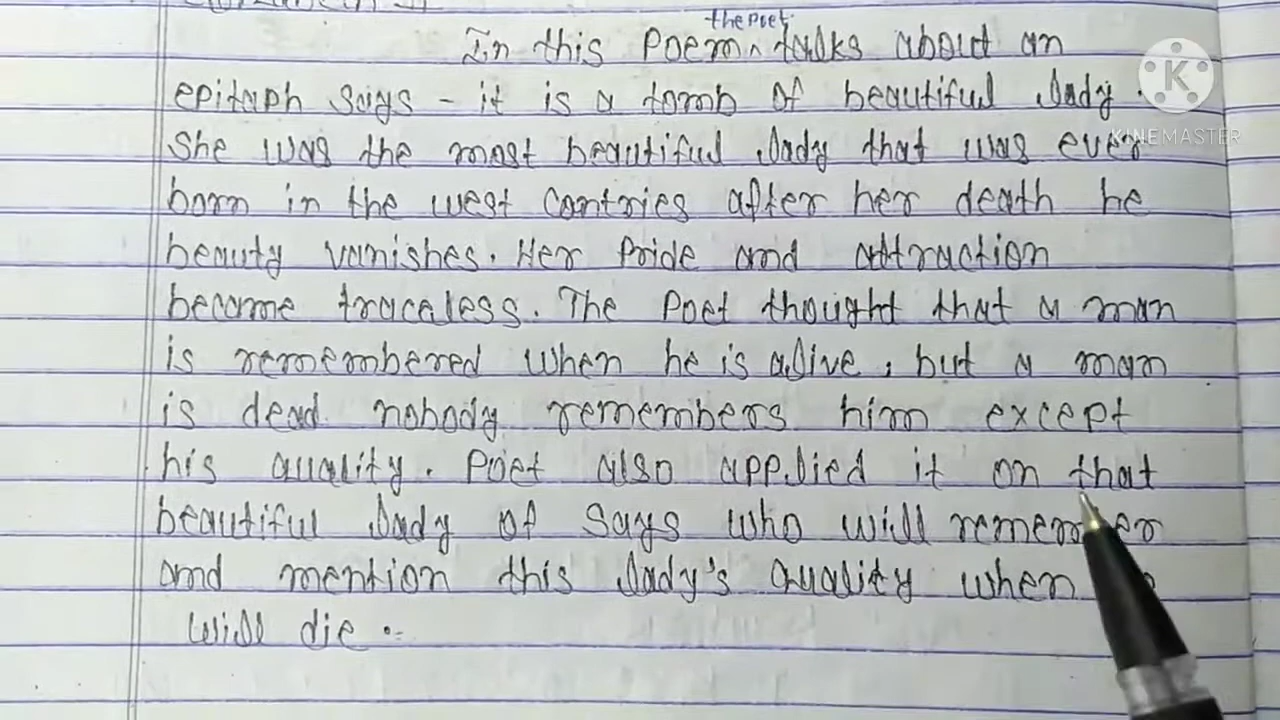 the Poet
In this Poem ^ talks about an
epitaph says - it is a tomb of beautiful lady.
She was the most beautiful lady that was ever
born in the west contries after her death he
beauty vanishes. Her Pride and attraction
become traceless. The Poet thought that a man
is remembered when he is alive, but a man
is dead nobody remembers him except
his quality. Poet also applied it on that
beautiful lady of says who will remember
and mention this lady's quality when
will die.
K
KINEMASTER